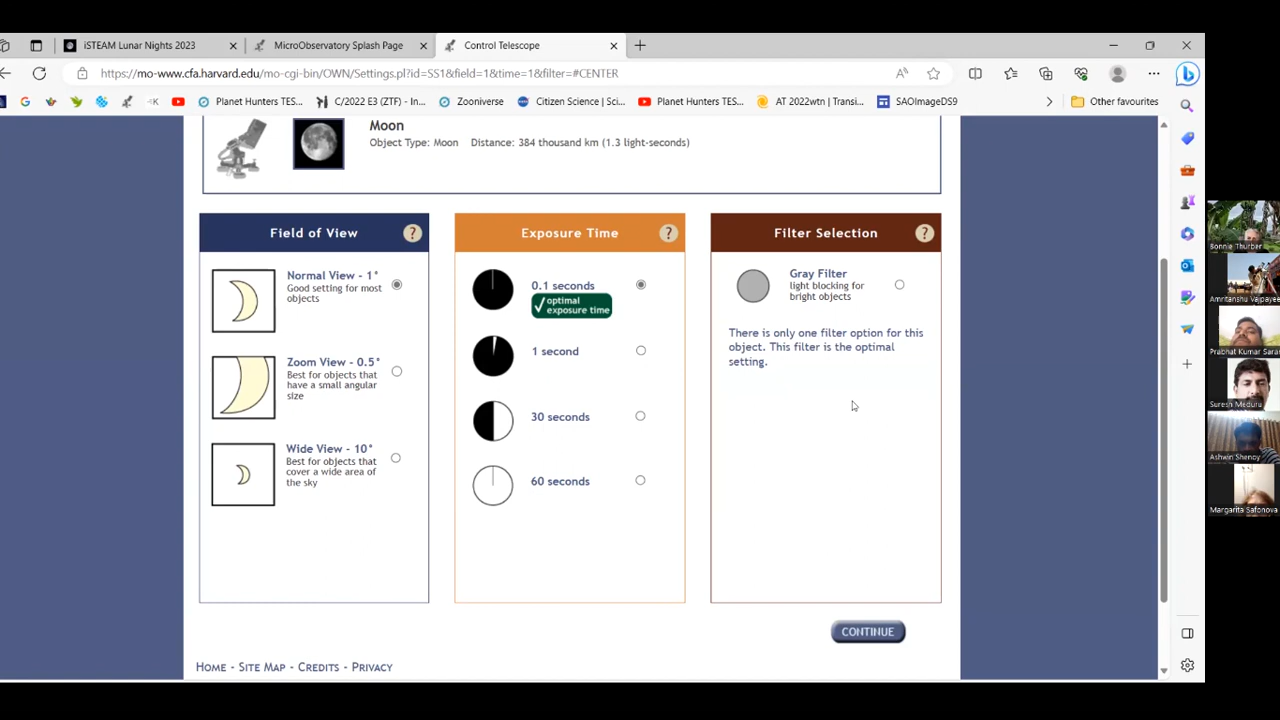 iSTEAM Lunar Nights 2023
MicroObservatory Splash Page
Control Telescope
https://mo-www.cfa.harvard.edu/mo-cgi-bin/OWN/Settings.pl?id=SS1&field=1&time=1&filter=#CENTER
Planet Hunters TES...
C/2022 E3 (ZTF) - In...
Zooniverse
Citizen Science | Sci...
Planet Hunters TES...
AT 2022wtn | Transi...
SAOImageDS9
Other favourites
Moon
Object Type: Moon Distance: 384 thousand km (1.3 light-seconds)
Field of View
?
Normal View - 1°
Good setting for most
objects
Zoom View - 0.5°
Best for objects that
have a small angular
size
Wide View - 10°
Best for objects that
cover a wide area of
the sky
Exposure Time
?
0.1 seconds
optimal
exposure time
1 second
30 seconds
60 seconds
Filter Selection
?
Gray Filter
light blocking for
bright objects
There is only one filter option for this
object. This filter is the optimal
setting.
CONTINUE
HOME - SITE MAP - CREDITS - PRIVACY
Bonnie Thurber
Amritanshu Vajpayee
Prabhat Kumar Saran
Suresh Meduru
Ashwin Shenoy
Margarita Safonova